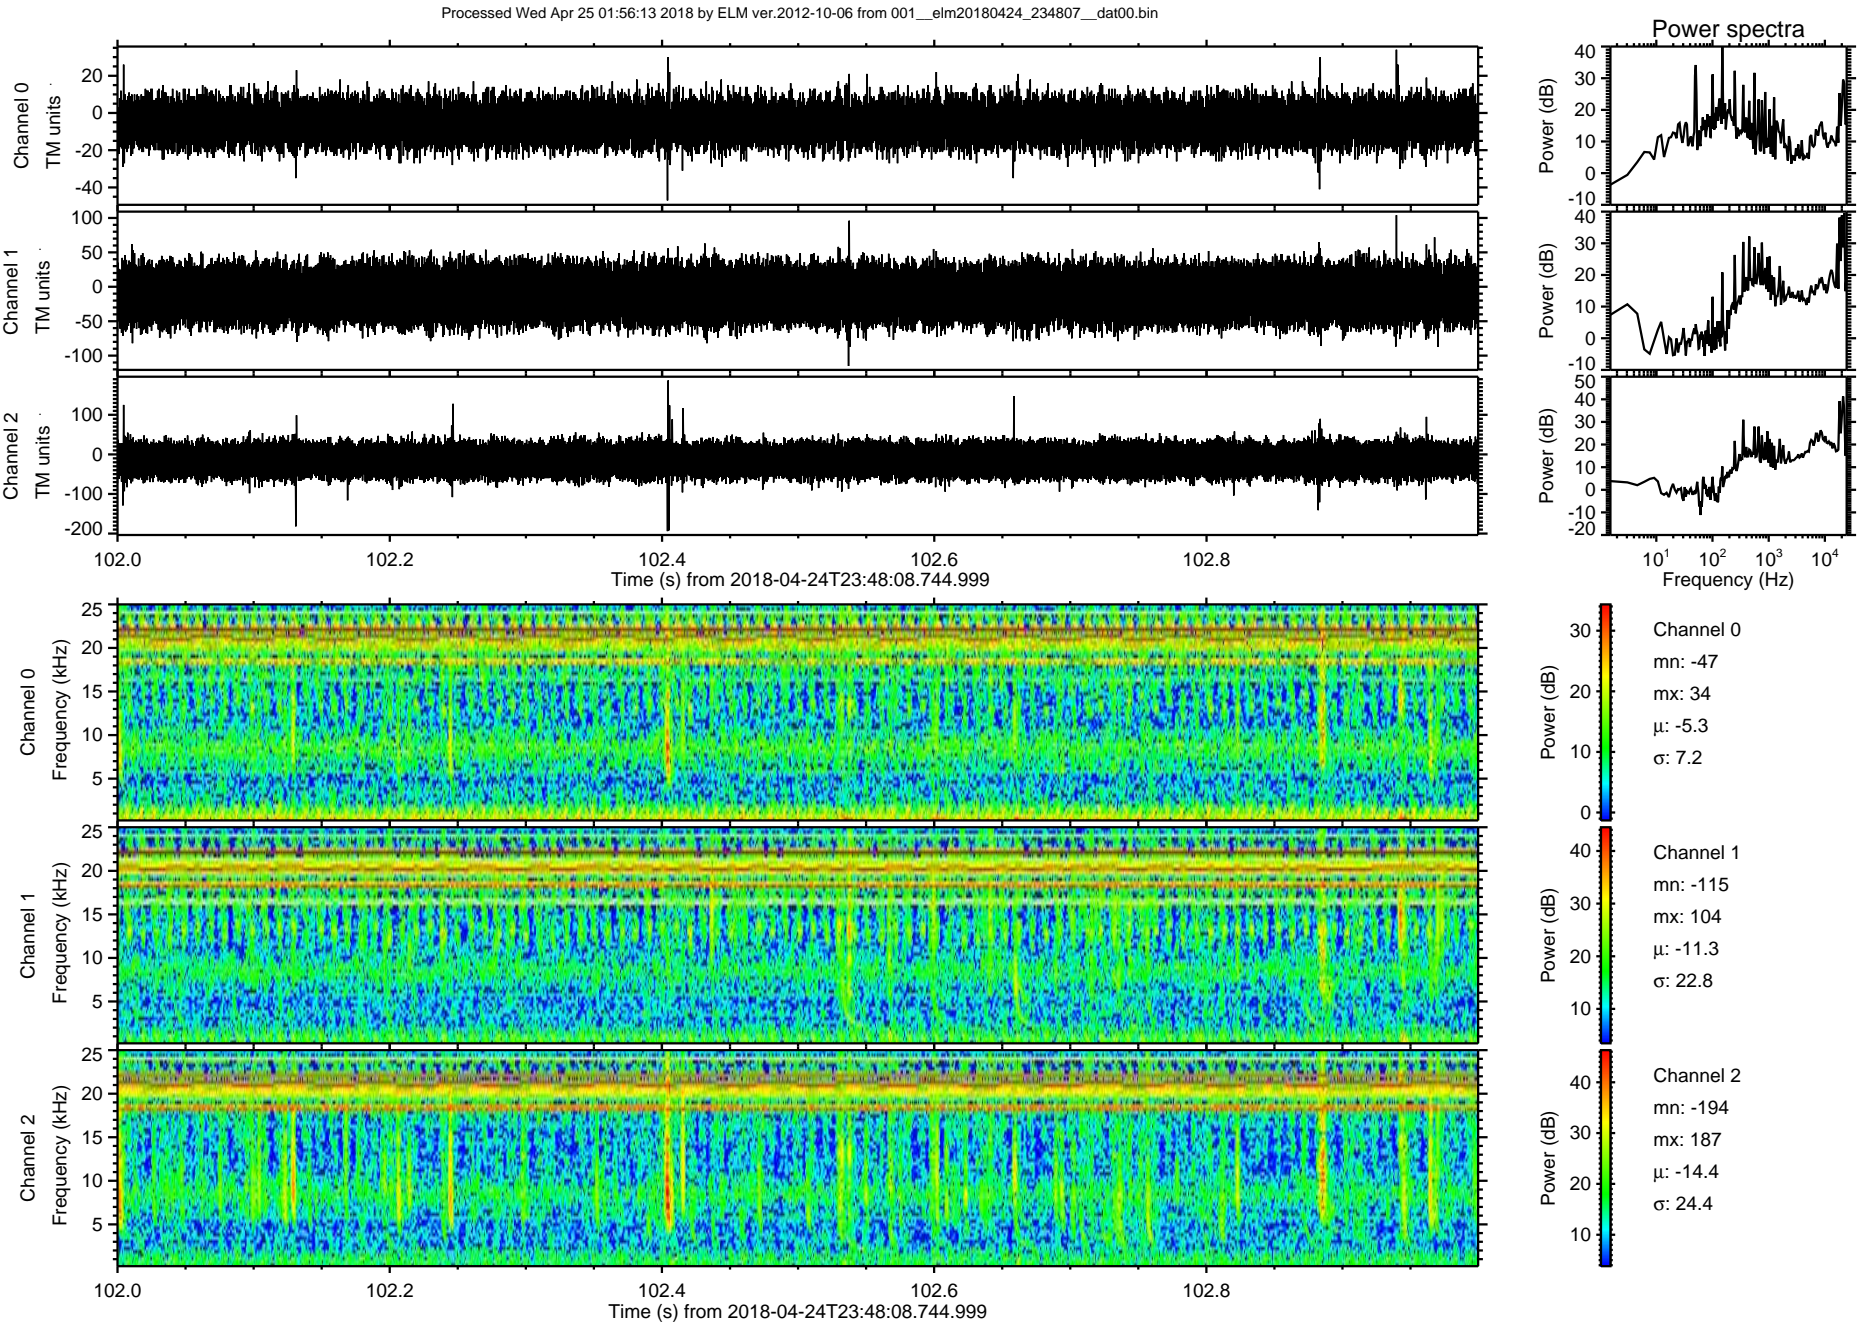 Processed Wed Apr 25 01:56:13 2018 by ELM ver.2012-10-06 from 001__elm20180424_234807__dat00.bin
Power spectra
Channel 0
TM units
20
0
-20
-40
Power (dB)
40
30
20
10
0
-10
Channel 1
TM units
100
50
0
-50
-100
Power (dB)
40
30
20
10
0
-10
Channel 2
TM units
100
0
-100
-200
Power (dB)
50
40
30
20
10
0
-10
-20
102.0 102.2 102.4 102.6 102.8
Time (s) from 2018-04-24T23:48:08.744.999
10¹ 10² 10³ 10⁴
Frequency (Hz)
Channel 0
Frequency (kHz)
25
20
15
10
5
Power (dB)
30
20
10
0
Channel 0
mn: -47
mx: 34
μ: -5.3
σ: 7.2
Channel 1
Frequency (kHz)
25
20
15
10
5
Power (dB)
40
30
20
10
Channel 1
mn: -115
mx: 104
μ: -11.3
σ: 22.8
Channel 2
Frequency (kHz)
25
20
15
10
5
Power (dB)
40
30
20
10
Channel 2
mn: -194
mx: 187
μ: -14.4
σ: 24.4
102.0 102.2 102.4 102.6 102.8
Time (s) from 2018-04-24T23:48:08.744.999